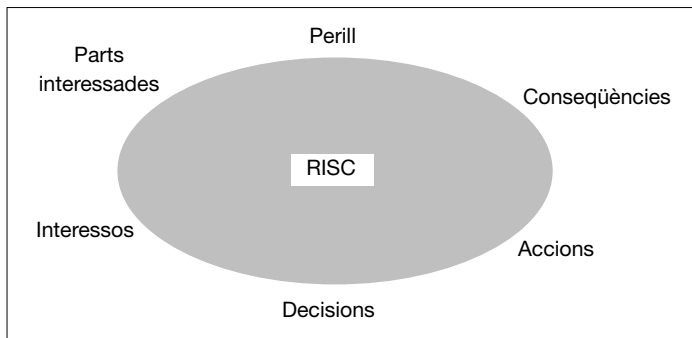 Perill
Parts
interessades
Conseqüències
RISC
Interessos
Accions
Decisions